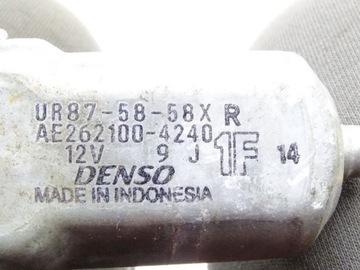 UR87-58-58X R
AE262100-4240
12V 9 J 1F 14
DENSO
MADE IN INDONESIA